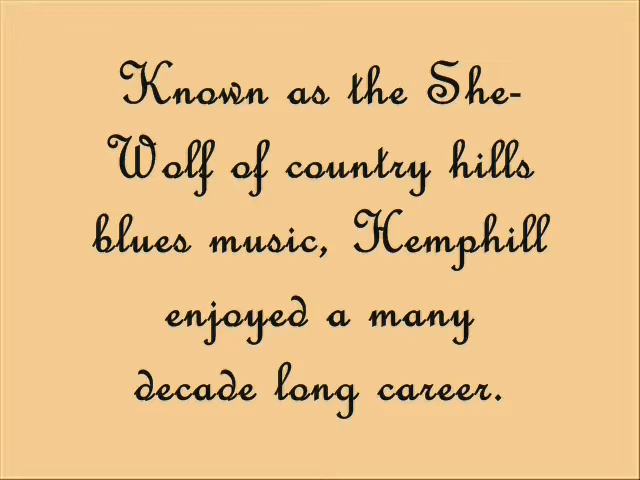 Known as the She-
Wolf of country hills
blues music, Hemphill
enjoyed a many
decade long career.